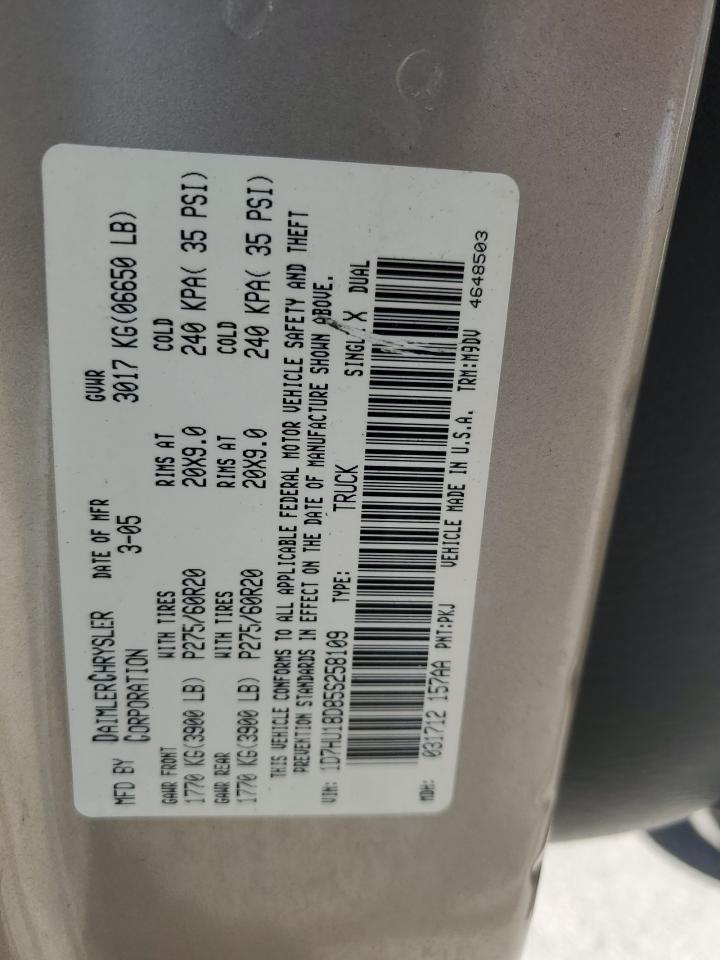 MFD BY DAIMLERCHRYSLER CORPORATION DATE OF MFR 3-05 GVWR 3017 KG(06650 LB)
GAWR FRONT WITH TIRES RIMS AT COLD
1770 KG(3900 LB) P275/60R20 20X9.0 240 KPA( 35 PSI)
GAWR REAR WITH TIRES RIMS AT COLD
1770 KG(3900 LB) P275/60R20 20X9.0 240 KPA( 35 PSI)
THIS VEHICLE CONFORMS TO ALL APPLICABLE FEDERAL MOTOR VEHICLE SAFETY AND THEFT
PREVENTION STANDARDS IN EFFECT ON THE DATE OF MANUFACTURE SHOWN ABOVE.
VIN: 1D7HU18D85S258109 TYPE: TRUCK SINGL X DUAL
MDH: 031712 157AA PNT:PKJ VEHICLE MADE IN U.S.A. TRM:M9DV 4648503